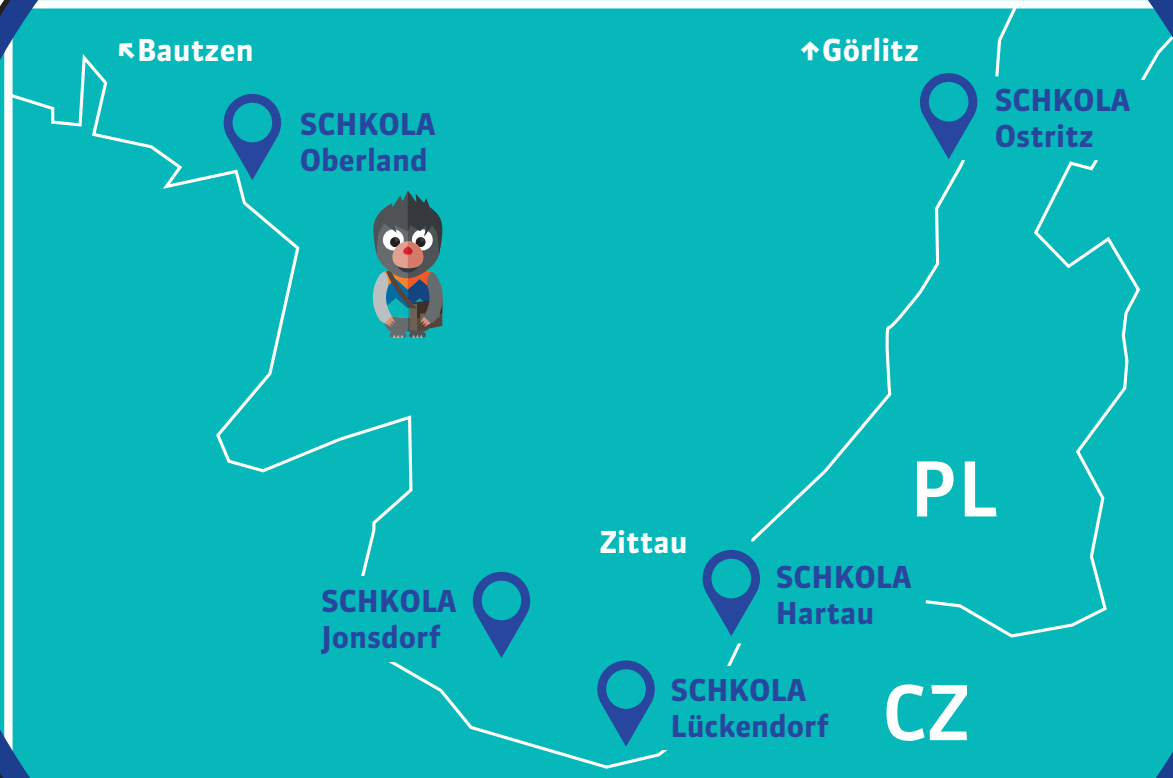 ↖Bautzen
↑Görlitz
SCHKOLA
Oberland
SCHKOLA
Ostritz
PL
Zittau
SCHKOLA
Hartau
SCHKOLA
Jonsdorf
SCHKOLA
Lückendorf
CZ